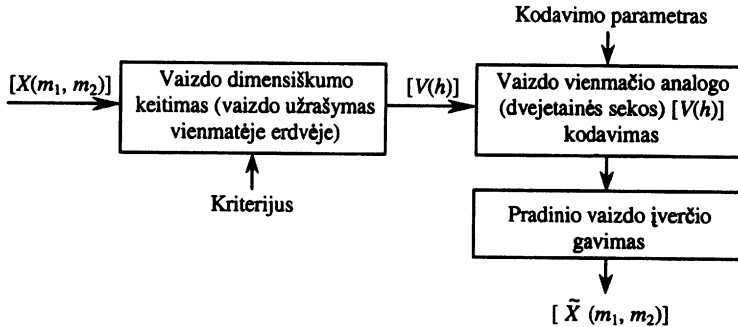 Kodavimo parametras
[X(m₁, m₂)]
Vaizdo dimensiškumo
keitimas (vaizdo užrašymas
vienmatėje erdvėje)
[V(h)]
Vaizdo vienmačio analogo
(dvejetainės sekos) [V(h)]
kodavimas
Kriterijus
Pradinio vaizdo įverčio
gavimas
[ X̃ (m₁, m₂)]